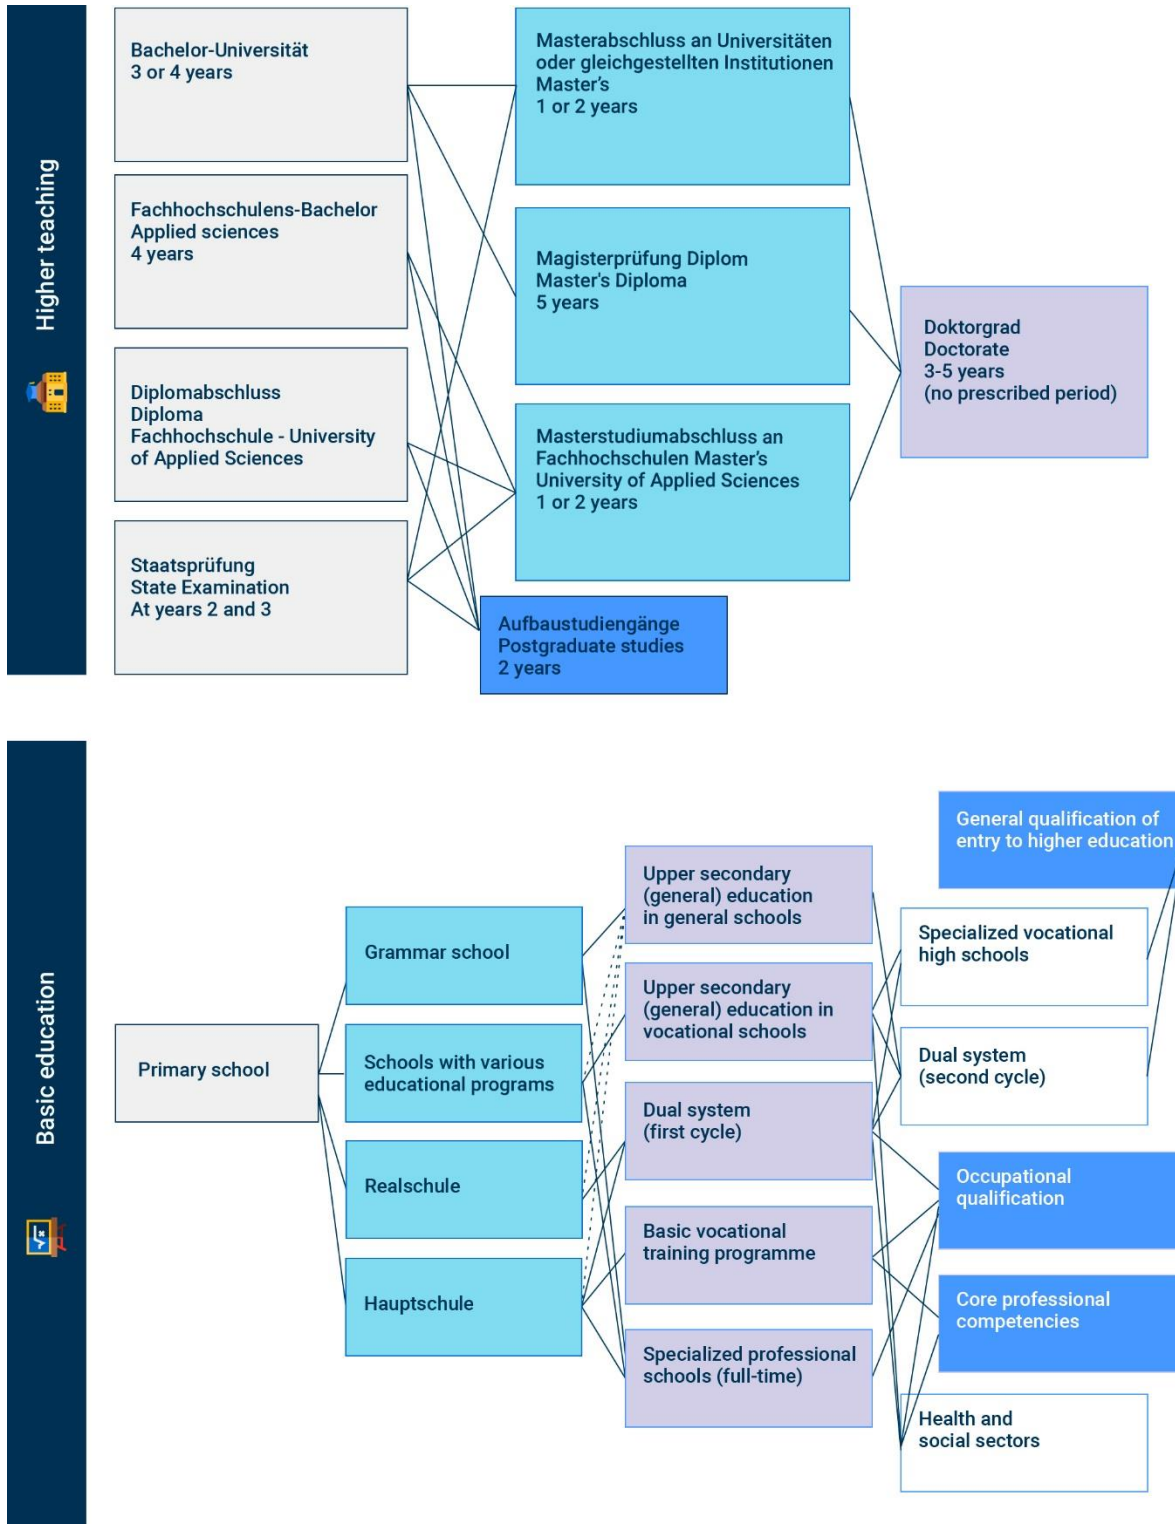 Higher teaching
Bachelor-Universität
3 or 4 years
Fachhochschulens-Bachelor
Applied sciences
4 years
Diplomabschluss
Diploma
Fachhochschule - University
of Applied Sciences
Staatsprüfung
State Examination
At years 2 and 3
Masterabschluss an Universitäten
oder gleichgestellten Institutionen
Master’s
1 or 2 years
Magisterprüfung Diplom
Master's Diploma
5 years
Masterstudiumabschluss an
Fachhochschulen Master’s
University of Applied Sciences
1 or 2 years
Aufbaustudiengänge
Postgraduate studies
2 years
Doktorgrad
Doctorate
3-5 years
(no prescribed period)
Basic education
Primary school
Grammar school
Schools with various
educational programs
Realschule
Hauptschule
Upper secondary
(general) education
in general schools
Upper secondary
(general) education in
vocational schools
Dual system
(first cycle)
Basic vocational
training programme
Specialized professional
schools (full-time)
General qualification of
entry to higher education
Specialized vocational
high schools
Dual system
(second cycle)
Occupational
qualification
Core professional
competencies
Health and
social sectors